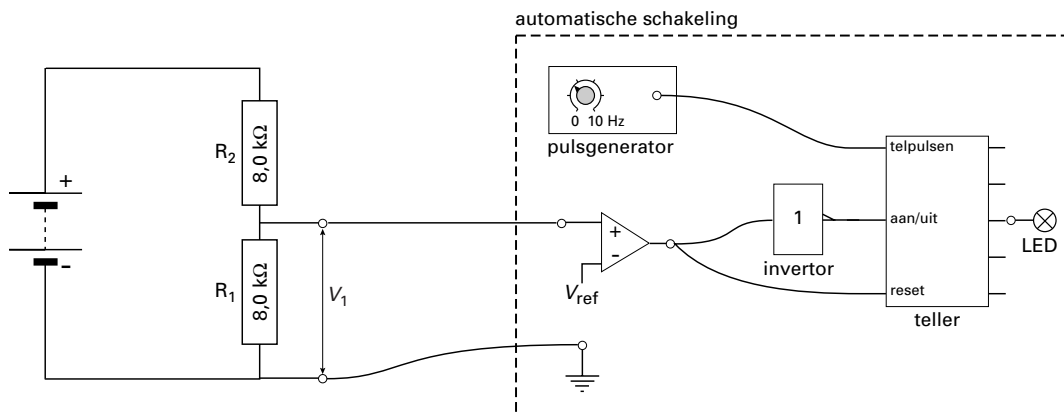 automatische schakeling
0 10 Hz
pulsgenerator
R2
8,0 kΩ
+
-
R1
8,0 kΩ
V1
+
-
Vref
1
invertor
telpulsen
aan/uit
reset
teller
LED